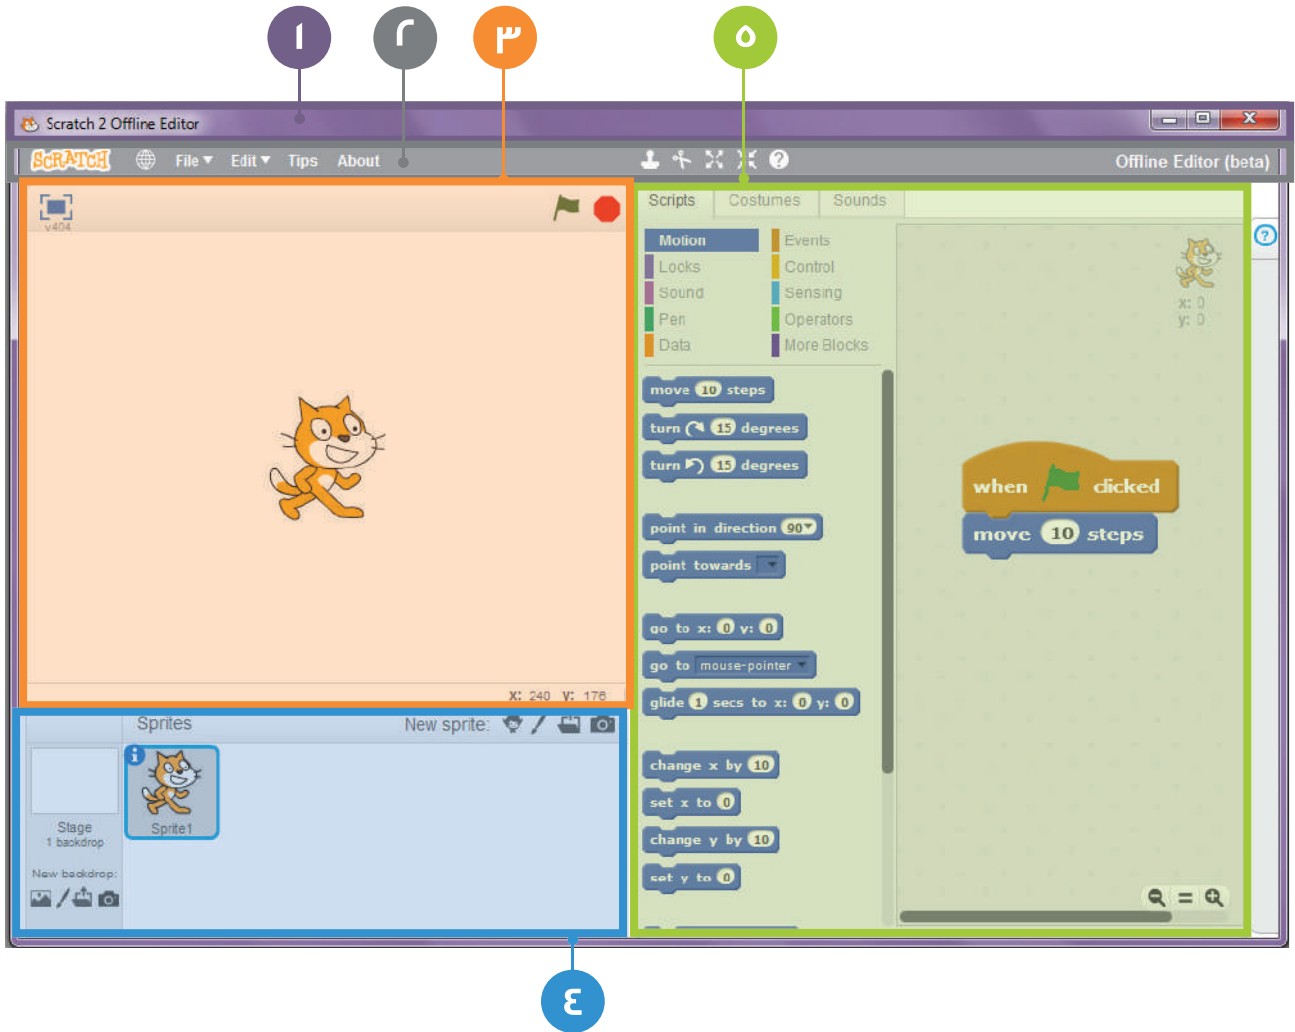 ١
٢
٣
٥
Scratch 2 Offline Editor
SCRATCH File Edit Tips About Offline Editor (beta)
v404
Scripts Costumes Sounds
Motion Events
Looks Control
Sound Sensing
Pen Operators
Data More Blocks
x: 0
y: 0
move 10 steps
turn 15 degrees
turn 15 degrees
point in direction 90
point towards
go to x: 0 y: 0
go to mouse-pointer
glide 1 secs to x: 0 y: 0
change x by 10
set x to 0
change y by 10
set y to 0
when clicked
move 10 steps
X: 240 Y: 176
Sprites New sprite:
Sprite1
Stage
1 backdrop
New backdrop:
٤